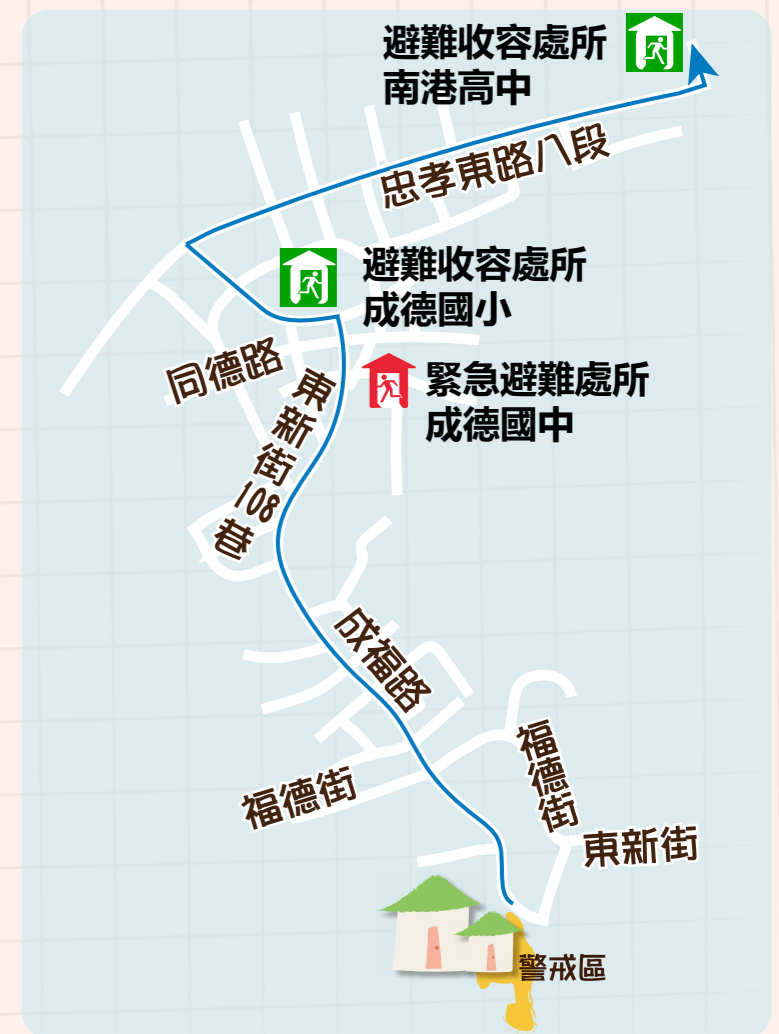 避難收容處所
南港高中
忠孝東路八段
避難收容處所
成德國小
同德路
緊急避難處所
成德國中
東新街108巷
成福路
福德街
福德街
東新街
警戒區